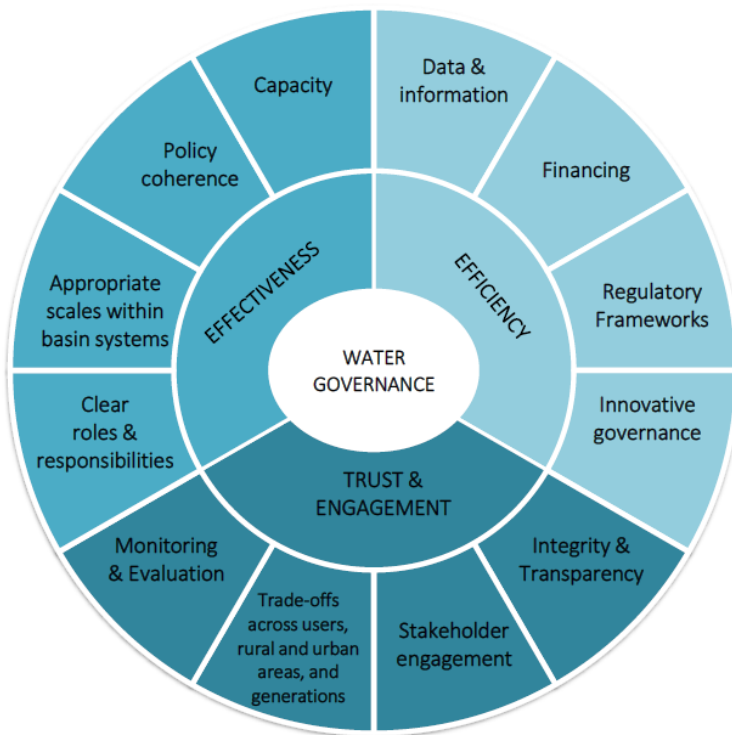 Capacity
Data &
information
Policy
coherence
Financing
Appropriate
scales within
basin systems
EFFECTIVENESS
EFFICIENCY
Regulatory
Frameworks
WATER
GOVERNANCE
Clear
roles &
responsibilities
Innovative
governance
TRUST &
ENGAGEMENT
Monitoring
& Evaluation
Integrity &
Transparency
Trade-offs
across users,
rural and urban
areas, and
generations
Stakeholder
engagement